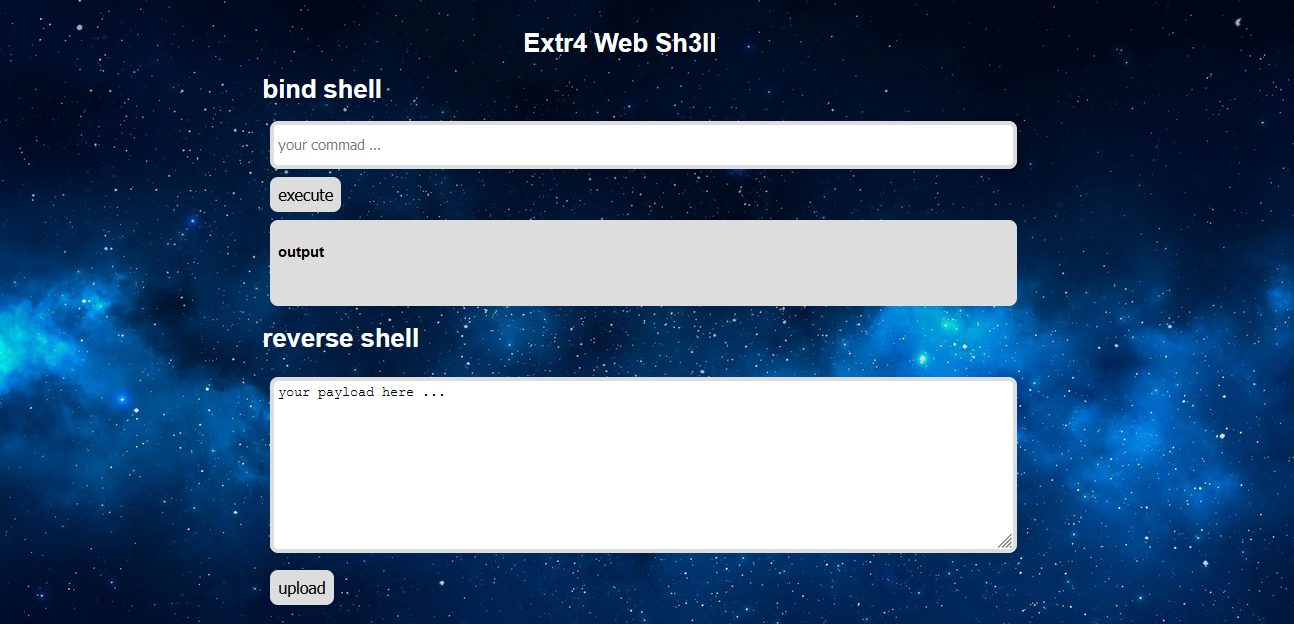 Extr4 Web Sh3ll
bind shell
your commad ...
execute
output
reverse shell
your payload here ...
upload